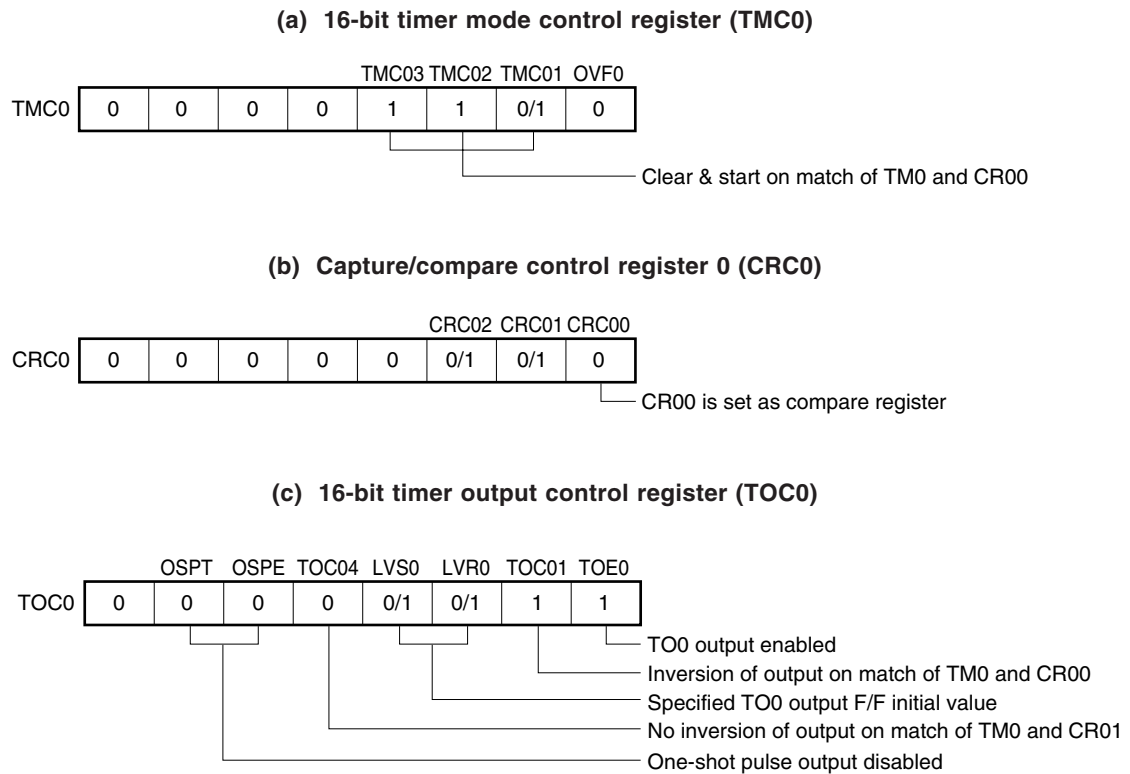 (a) 16-bit timer mode control register (TMC0)
TMC03 TMC02 TMC01 OVF0
TMC0 0 0 0 0 1 1 0/1 0
Clear & start on match of TM0 and CR00
(b) Capture/compare control register 0 (CRC0)
CRC02 CRC01 CRC00
CRC0 0 0 0 0 0 0/1 0/1 0
CR00 is set as compare register
(c) 16-bit timer output control register (TOC0)
OSPT OSPE TOC04 LVS0 LVR0 TOC01 TOE0
TOC0 0 0 0 0 0/1 0/1 1 1
TO0 output enabled
Inversion of output on match of TM0 and CR00
Specified TO0 output F/F initial value
No inversion of output on match of TM0 and CR01
One-shot pulse output disabled